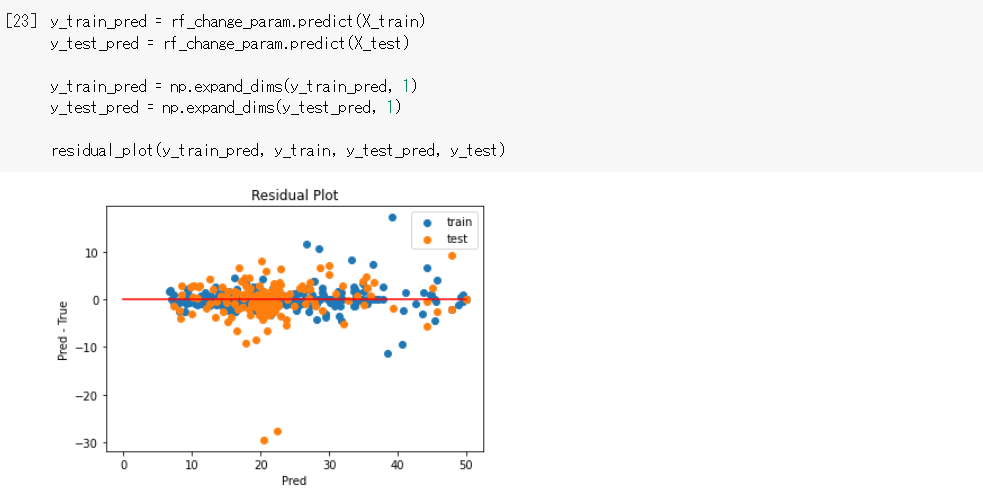 [23] y_train_pred = rf_change_param.predict(X_train)
y_test_pred = rf_change_param.predict(X_test)
y_train_pred = np.expand_dims(y_train_pred, 1)
y_test_pred = np.expand_dims(y_test_pred, 1)
residual_plot(y_train_pred, y_train, y_test_pred, y_test)
Residual Plot
train
test
10
0
−10
−20
−30
Pred - True
0 10 20 30 40 50
Pred